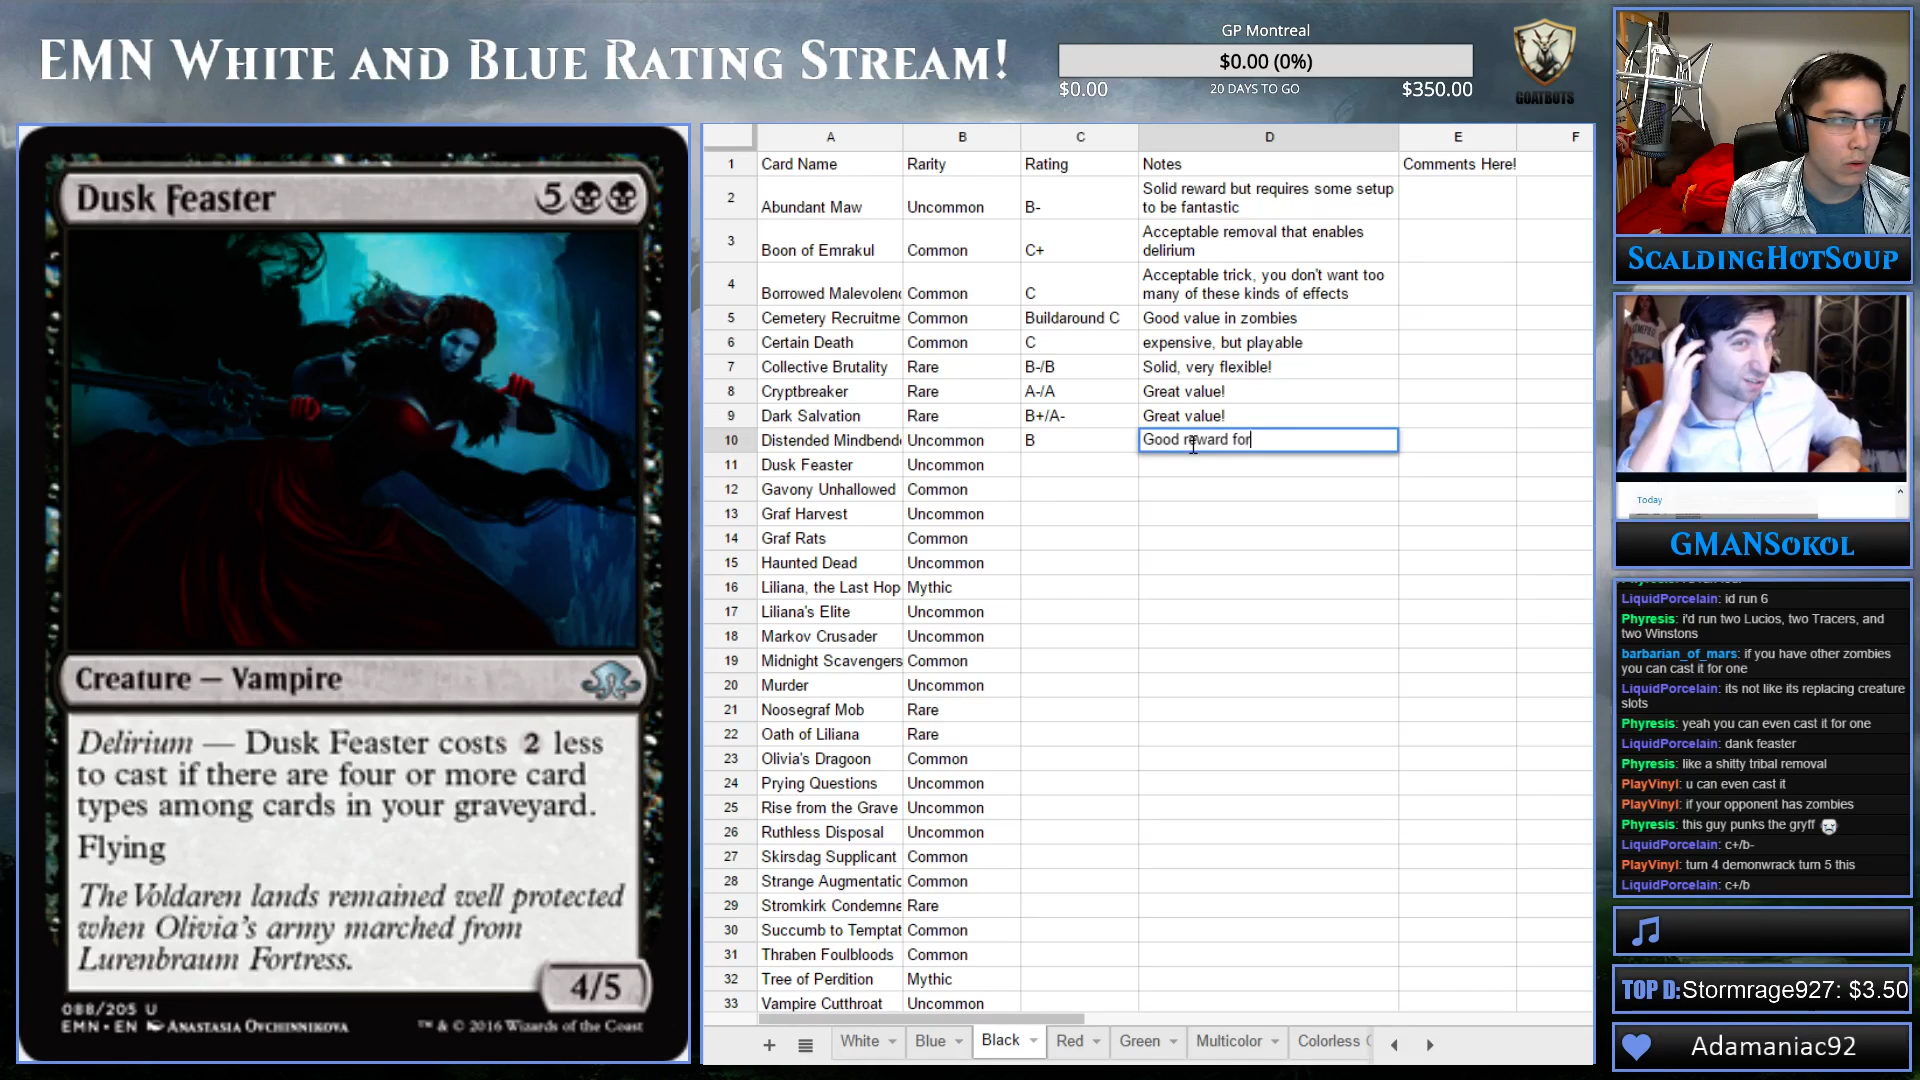 EMN White and Blue Rating Stream!
GP Montreal
$0.00 (0%)
$0.00 20 DAYS TO GO $350.00
GOATBOTS
Dusk Feaster 5
Creature — Vampire
Delirium — Dusk Feaster costs 2 less
to cast if there are four or more card
types among cards in your graveyard.
Flying
The Voldaren lands remained well protected
when Olivia's army marched from
Lurenbraum Fortress.
4/5
088/205 U
EMN • EN Anastasia Ovchinnikova
™ & © 2016 Wizards of the Coast
A B C D E F
1 Card Name Rarity Rating Notes Comments Here!
2 Abundant Maw Uncommon B- Solid reward but requires some setup
to be fantastic
3 Boon of Emrakul Common C+ Acceptable removal that enables
delirium
4 Borrowed Malevolenc Common C Acceptable trick, you don't want too
many of these kinds of effects
5 Cemetery Recruitme Common Buildaround C Good value in zombies
6 Certain Death Common C expensive, but playable
7 Collective Brutality Rare B-/B Solid, very flexible!
8 Cryptbreaker Rare A-/A Great value!
9 Dark Salvation Rare B+/A- Great value!
10 Distended Mindbende Uncommon B Good reward for
11 Dusk Feaster Uncommon
12 Gavony Unhallowed Common
13 Graf Harvest Uncommon
14 Graf Rats Common
15 Haunted Dead Uncommon
16 Liliana, the Last Hop Mythic
17 Liliana's Elite Uncommon
18 Markov Crusader Uncommon
19 Midnight Scavengers Common
20 Murder Uncommon
21 Noosegraf Mob Rare
22 Oath of Liliana Rare
23 Olivia's Dragoon Common
24 Prying Questions Uncommon
25 Rise from the Grave Uncommon
26 Ruthless Disposal Uncommon
27 Skirsdag Supplicant Common
28 Strange Augmentatic Common
29 Stromkirk Condemne Rare
30 Succumb to Temptat Common
31 Thraben Foulbloods Common
32 Tree of Perdition Mythic
33 Vampire Cutthroat Uncommon
White Blue Black Red Green Multicolor Colorless
ScaldingHotSoup
Today
GMANSokol
LiquidPorcelain: id run 6
Phyresis: i'd run two Lucios, two Tracers, and
two Winstons
barbarian_of_mars: if you have other zombies
you can cast it for one
LiquidPorcelain: its not like its replacing creature
slots
Phyresis: yeah you can even cast it for one
LiquidPorcelain: dank feaster
Phyresis: like a shitty tribal removal
PlayVinyl: u can even cast it
PlayVinyl: if your opponent has zombies
Phyresis: this guy punks the gryff
LiquidPorcelain: c+/b-
PlayVinyl: turn 4 demonwrack turn 5 this
LiquidPorcelain: c+/b
TOP D: Stormrage927: $3.50
Adamaniac92